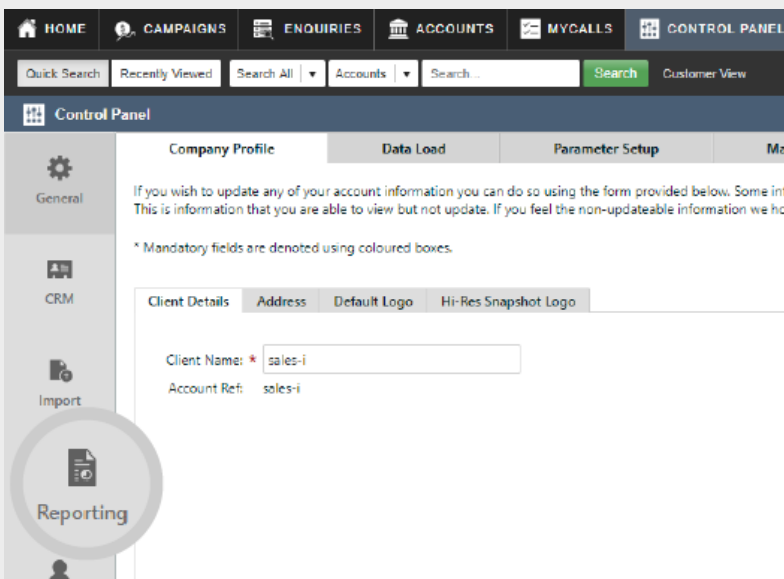 HOME CAMPAIGNS ENQUIRIES ACCOUNTS MYCALLS CONTROL PANEL
Quick Search Recently Viewed Search All Accounts Search... Search Customer View
Control Panel
Company Profile Data Load Parameter Setup
General
If you wish to update any of your account information you can do so using the form provided below. Some
This is information that you are able to view but not update. If you feel the non-updateable information we
* Mandatory fields are denoted using coloured boxes.
CRM
Client Details Address Default Logo Hi-Res Snapshot Logo
Client Name: * sales-i
Account Ref: sales-i
Import
Reporting